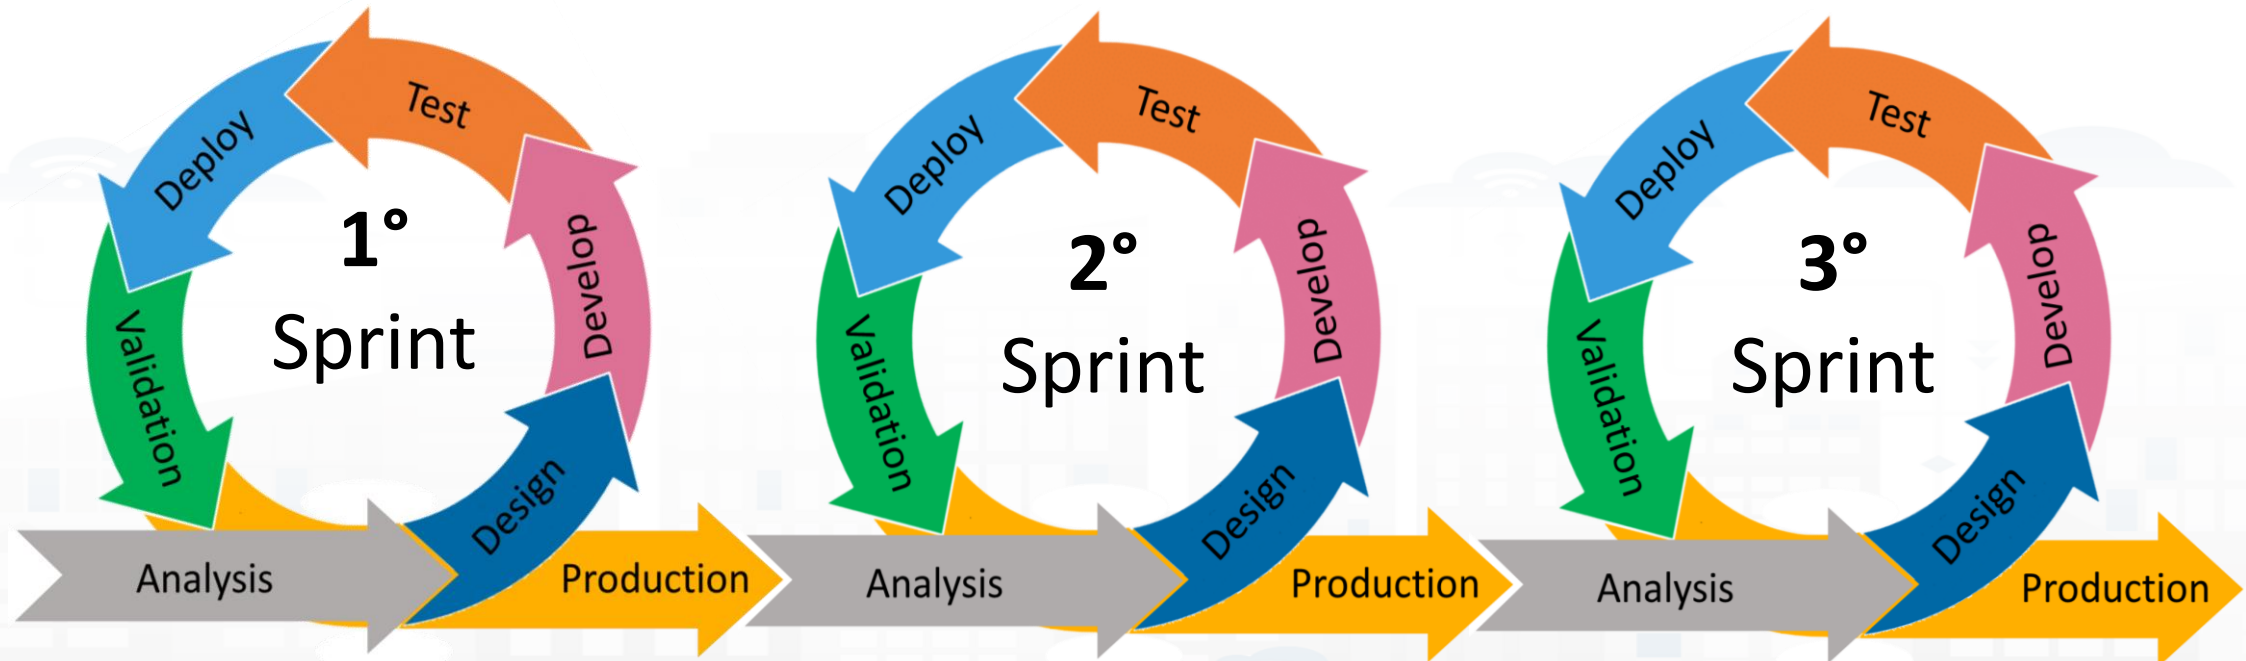 1°
Sprint
Analysis
Design
Develop
Test
Deploy
Validation
Production
2°
Sprint
Analysis
Design
Develop
Test
Deploy
Validation
Production
3°
Sprint
Analysis
Design
Develop
Test
Deploy
Validation
Production